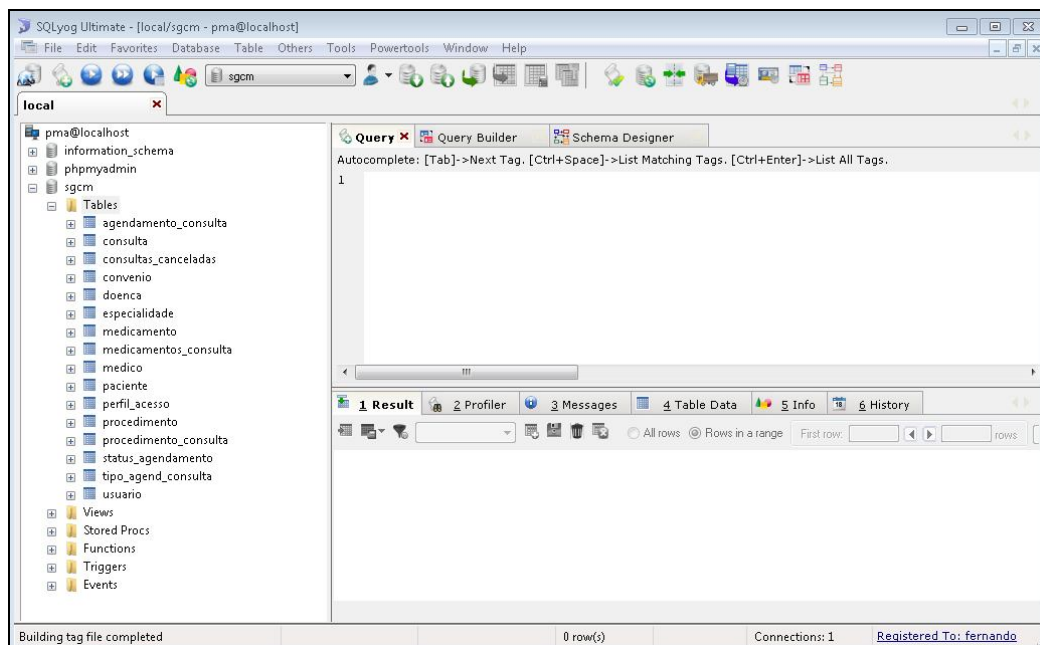 SQLyog Ultimate - [local/sgcm - pma@localhost]
File Edit Favorites Database Table Others Tools Powertools Window Help
sgcm
local
pma@localhost
information_schema
phpmyadmin
sgcm
Tables
agendamento_consulta
consulta
consultas_canceladas
convenio
doenca
especialidade
medicamento
medicamentos_consulta
medico
paciente
perfil_acesso
procedimento
procedimento_consulta
status_agendamento
tipo_agend_consulta
usuario
Views
Stored Procs
Functions
Triggers
Events
Query Query Builder Schema Designer
Autocomplete: [Tab]->Next Tag. [Ctrl+Space]->List Matching Tags. [Ctrl+Enter]->List All Tags.
1
1 Result 2 Profiler 3 Messages 4 Table Data 5 Info 6 History
All rows Rows in a range First row: rows
Building tag file completed 0 row(s) Connections: 1 Registered To: fernando